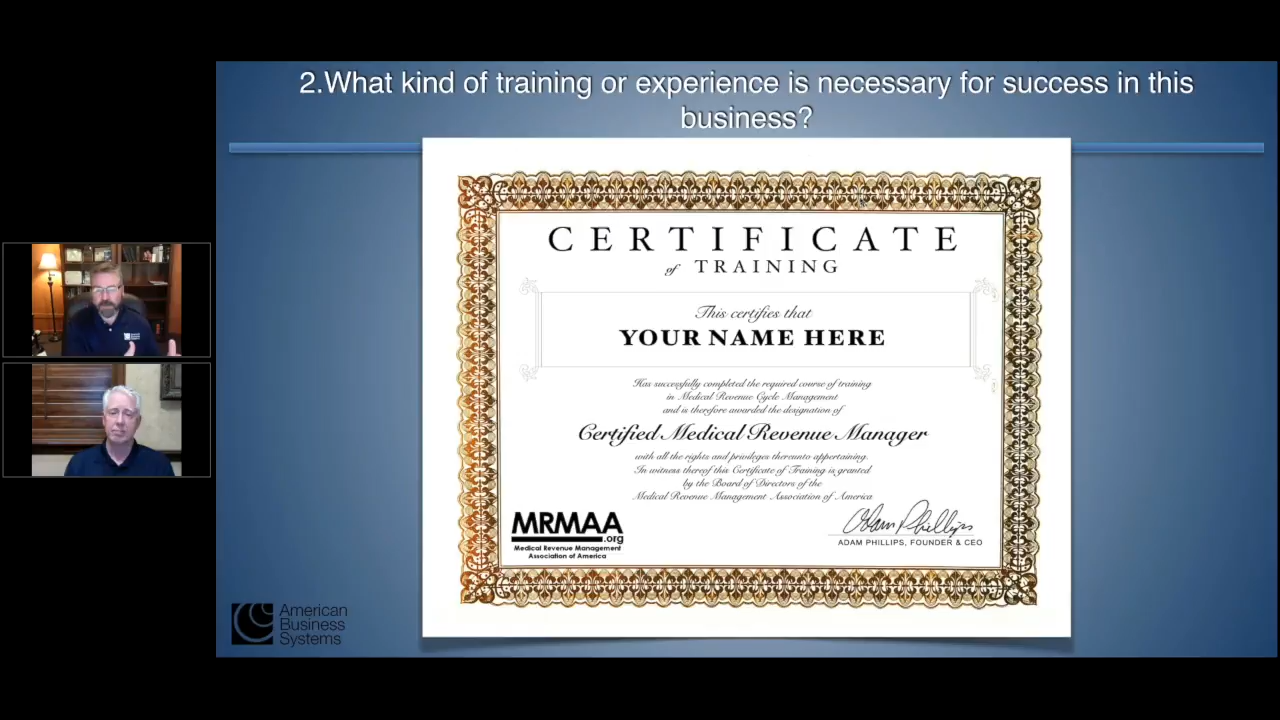 2.What kind of training or experience is necessary for success in this
business?
CERTIFICATE
of TRAINING
This certifies that
YOUR NAME HERE
Has successfully completed the required course of training
in Medical Revenue Cycle Management
and is therefore awarded the designation of
Certified Medical Revenue Manager
with all the rights and privileges thereunto appertaining.
In witness thereof this Certificate of Training is granted
by the Board of Directors of the
Medical Revenue Management Association of America
MRMAA
.org
Medical Revenue Management
Association of America
Adam Phillips
ADAM PHILLIPS, FOUNDER & CEO
American
Business
Systems